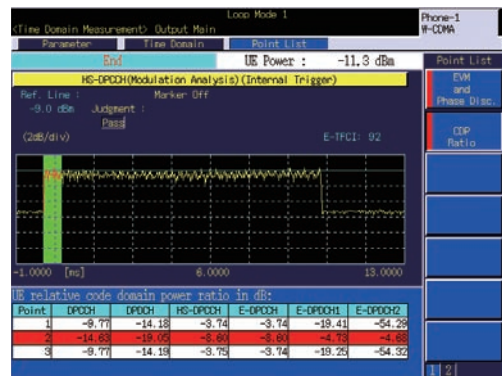 Loop Mode 1
<Time Domain Measurement> Output Main
Phone-1
W-CDMA
Parameter Time Domain Point List
End UE Power : -11.3 dBm
Point List
HS-DPCCH(Modulation Analysis)(Internal Trigger)
EVM
and
Phase Disc.
Ref. Line : Marker Off
-9.0 dBm Judgment :
Pass
CDP
Ratio
(2dB/div) E-TFCI: 92
-1.0000 [ms] 6.0000 13.0000
UE relative code domain power ratio in dB:
Point DPCCH DPDCH HS-DPCCH E-DPCCH E-DPDCH1 E-DPDCH2
1 -9.77 -14.18 -3.74 -3.74 -19.41 -54.29
2 -14.63 -19.05 -8.60 -8.60 -4.73 -4.68
3 -9.77 -14.19 -3.75 -3.74 -19.25 -54.32
1 2